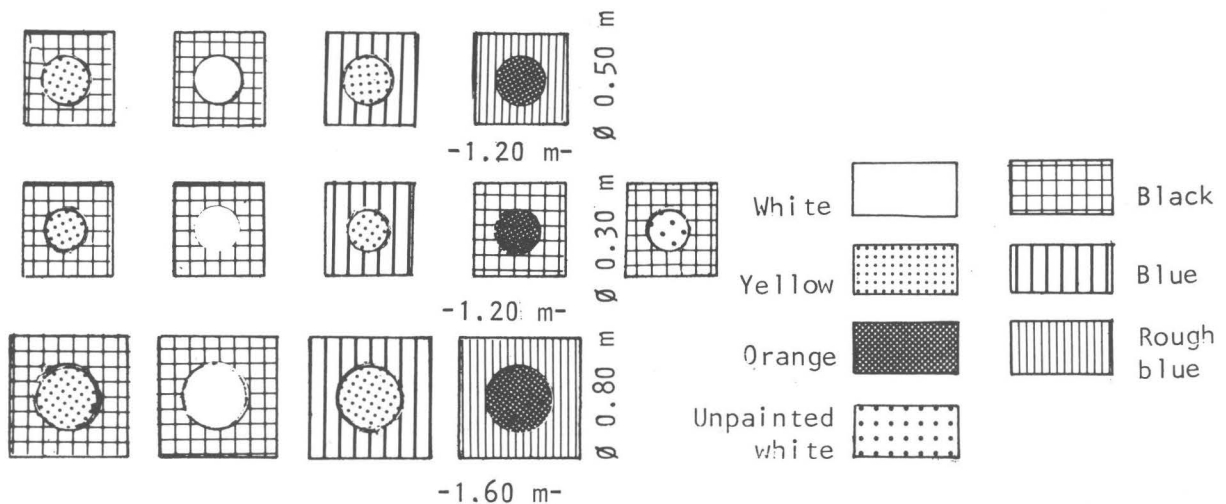 Ø 0.50 m
-1.20 m-
Ø 0.30 m
-1.20 m-
Ø 0.80 m
-1.60 m-
White
Black
Yellow
Blue
Orange
Rough
blue
Unpainted
white